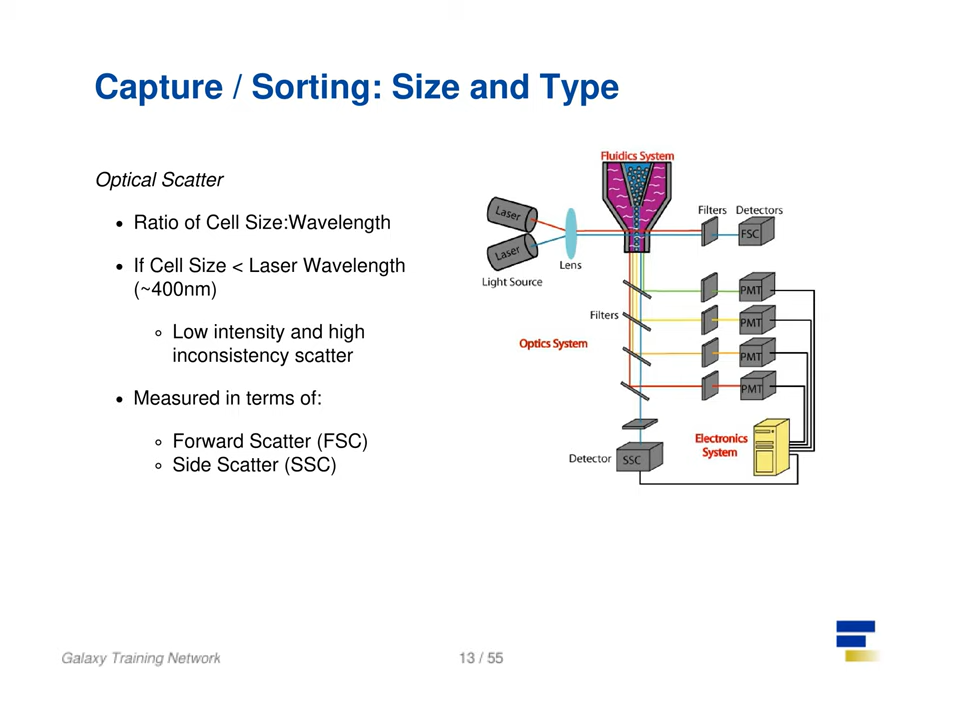 Capture / Sorting: Size and Type
Optical Scatter
Ratio of Cell Size:Wavelength
If Cell Size < Laser Wavelength
(~400nm)
Low intensity and high
inconsistency scatter
Measured in terms of:
Forward Scatter (FSC)
Side Scatter (SSC)
Fluidics System
Laser
Laser
Light Source
Lens
Filters
Detectors
FSC
PMT
Filters
PMT
Optics System
PMT
PMT
Electronics
System
Detector
SSC
Galaxy Training Network
13 / 55